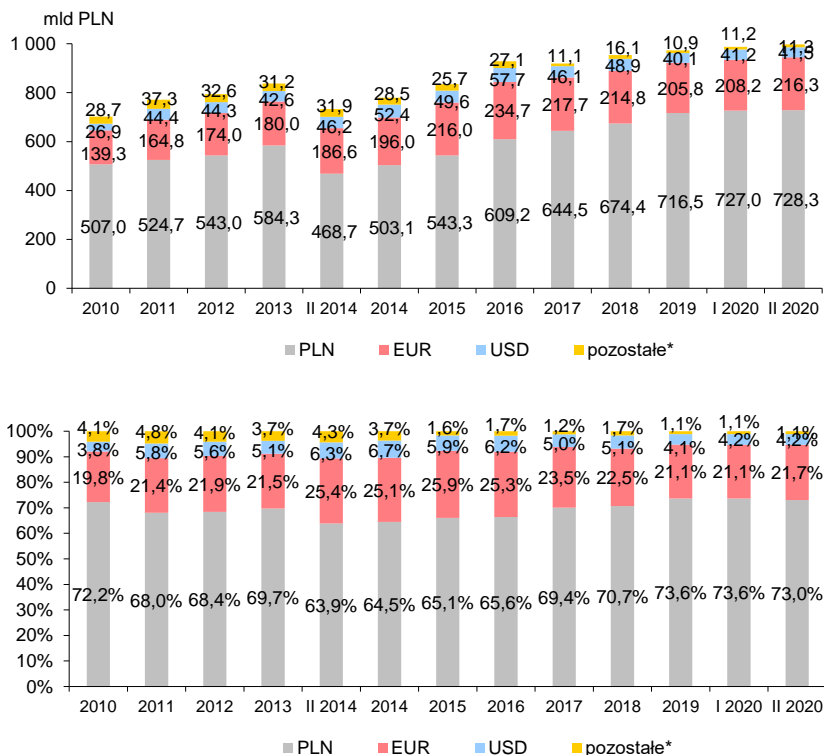 mld PLN
1 000
800
600
400
200
0
28,7 37,3 32,6 31,2 31,9 28,5 25,7 27,1 11,1 16,1 10,9 11,2 11,3
26,9 44,4 44,3 42,6 46,2 52,4 49,6 57,7 46,1 48,9 40,1 41,2 41,5
139,3 164,8 174,0 180,0 186,6 196,0 216,0 234,7 217,7 214,8 205,8 208,2 216,3
507,0 524,7 543,0 584,3 468,7 503,1 543,3 609,2 644,5 674,4 716,5 727,0 728,3
2010 2011 2012 2013 II 2014 2014 2015 2016 2017 2018 2019 I 2020 II 2020
PLN EUR USD pozostałe*
100%
90%
80%
70%
60%
50%
40%
30%
20%
10%
0%
4,1% 4,8% 4,1% 3,7% 4,3% 3,7% 1,6% 1,7% 1,2% 1,7% 1,1% 1,1% 1,1%
3,8% 5,8% 5,6% 5,1% 6,3% 6,7% 5,9% 6,2% 5,0% 5,1% 4,1% 4,2% 4,2%
19,8% 21,4% 21,9% 21,5% 25,4% 25,1% 25,9% 25,3% 23,5% 22,5% 21,1% 21,1% 21,7%
72,2% 68,0% 68,4% 69,7% 63,9% 64,5% 65,1% 65,6% 69,4% 70,7% 73,6% 73,6% 73,0%
2010 2011 2012 2013 II 2014 2014 2015 2016 2017 2018 2019 I 2020 II 2020
PLN EUR USD pozostałe*